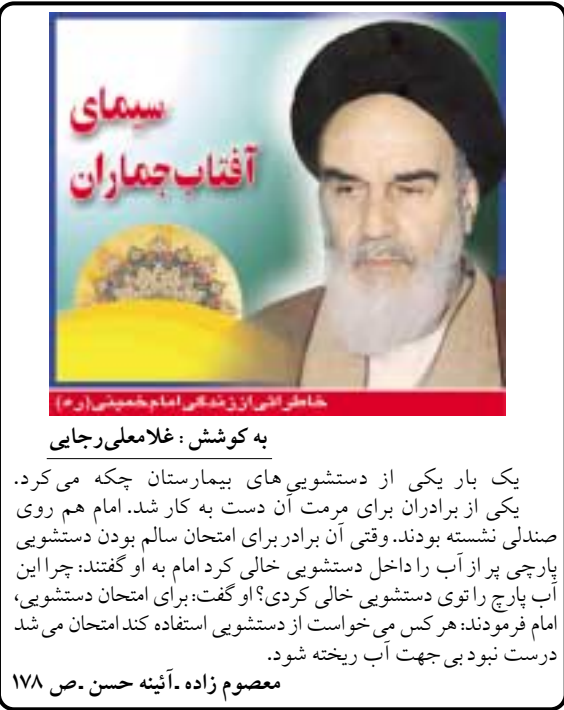 سیمای
آفتاب جماران
خاطراتی از زندگی امام خمینی(ره)
به کوشش : غلامعلی رجایی
یک بار یکی از دستشویی های بیمارستان چکه می کرد.
یکی از برادران برای مرمت آن دست به کار شد. امام هم روی
صندلی نشسته بودند. وقتی آن برادر برای امتحان سالم بودن دستشویی
پارچی پر از آب را داخل دستشویی خالی کرد امام به او گفتند: چرا این
آب پارچ را توی دستشویی خالی کردی؟ او گفت: برای امتحان دستشویی،
امام فرمودند: هر کس می خواست از دستشویی استفاده کند امتحان می شد
درست نبود بی جهت آب ریخته شود.
معصوم زاده ـ آئینه حسن ـ ص ۱۷۸